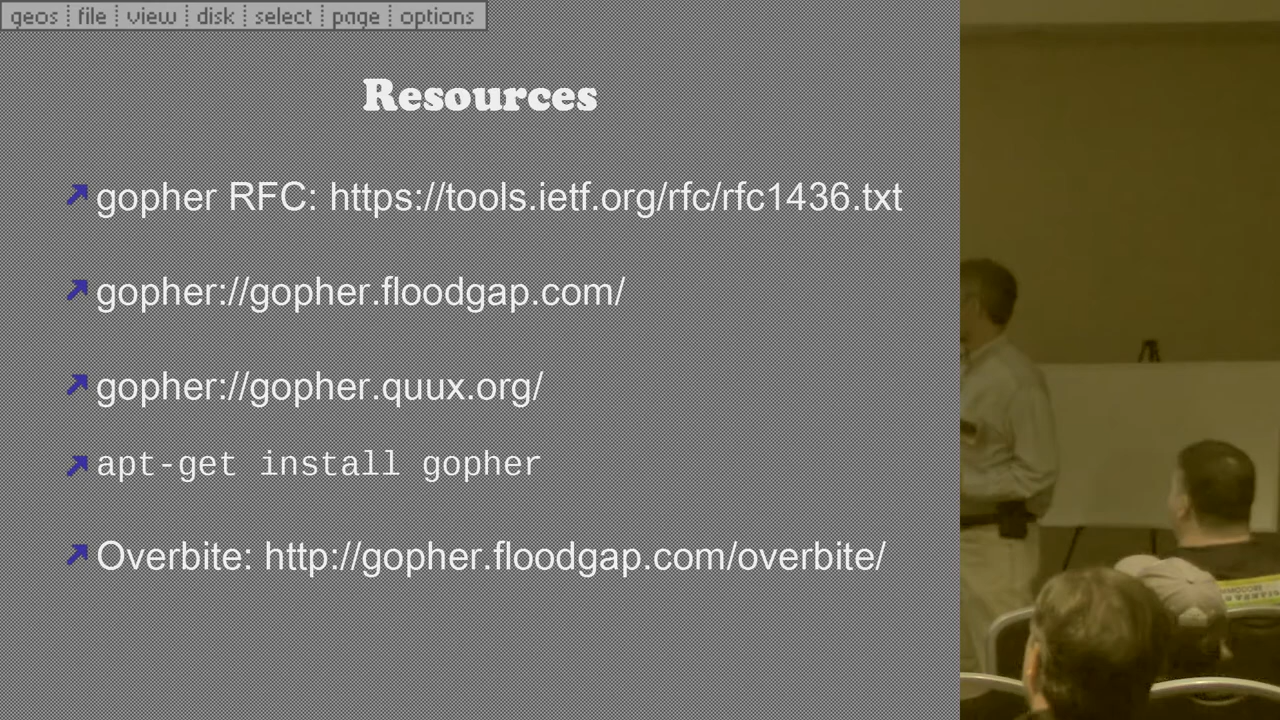 geos file view disk select page options
Resources
gopher RFC: https://tools.ietf.org/rfc/rfc1436.txt
gopher://gopher.floodgap.com/
gopher://gopher.quux.org/
apt-get install gopher
Overbite: http://gopher.floodgap.com/overbite/